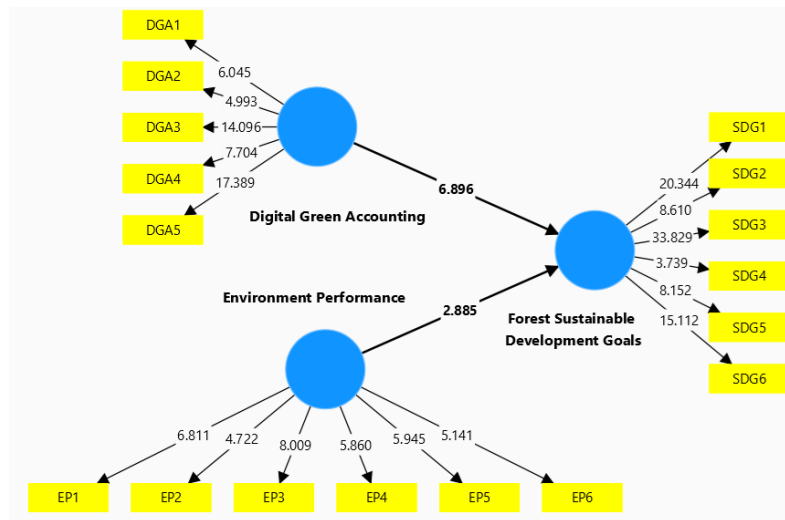 DGA1
DGA2
DGA3
DGA4
DGA5
6.045
4.993
14.096
7.704
17.389
Digital Green Accounting
6.896
Environment Performance
2.885
Forest Sustainable
Development Goals
SDG1
SDG2
SDG3
SDG4
SDG5
SDG6
20.344
8.610
33.829
3.739
8.152
15.112
6.811
4.722
8.009
5.860
5.945
5.141
EP1
EP2
EP3
EP4
EP5
EP6